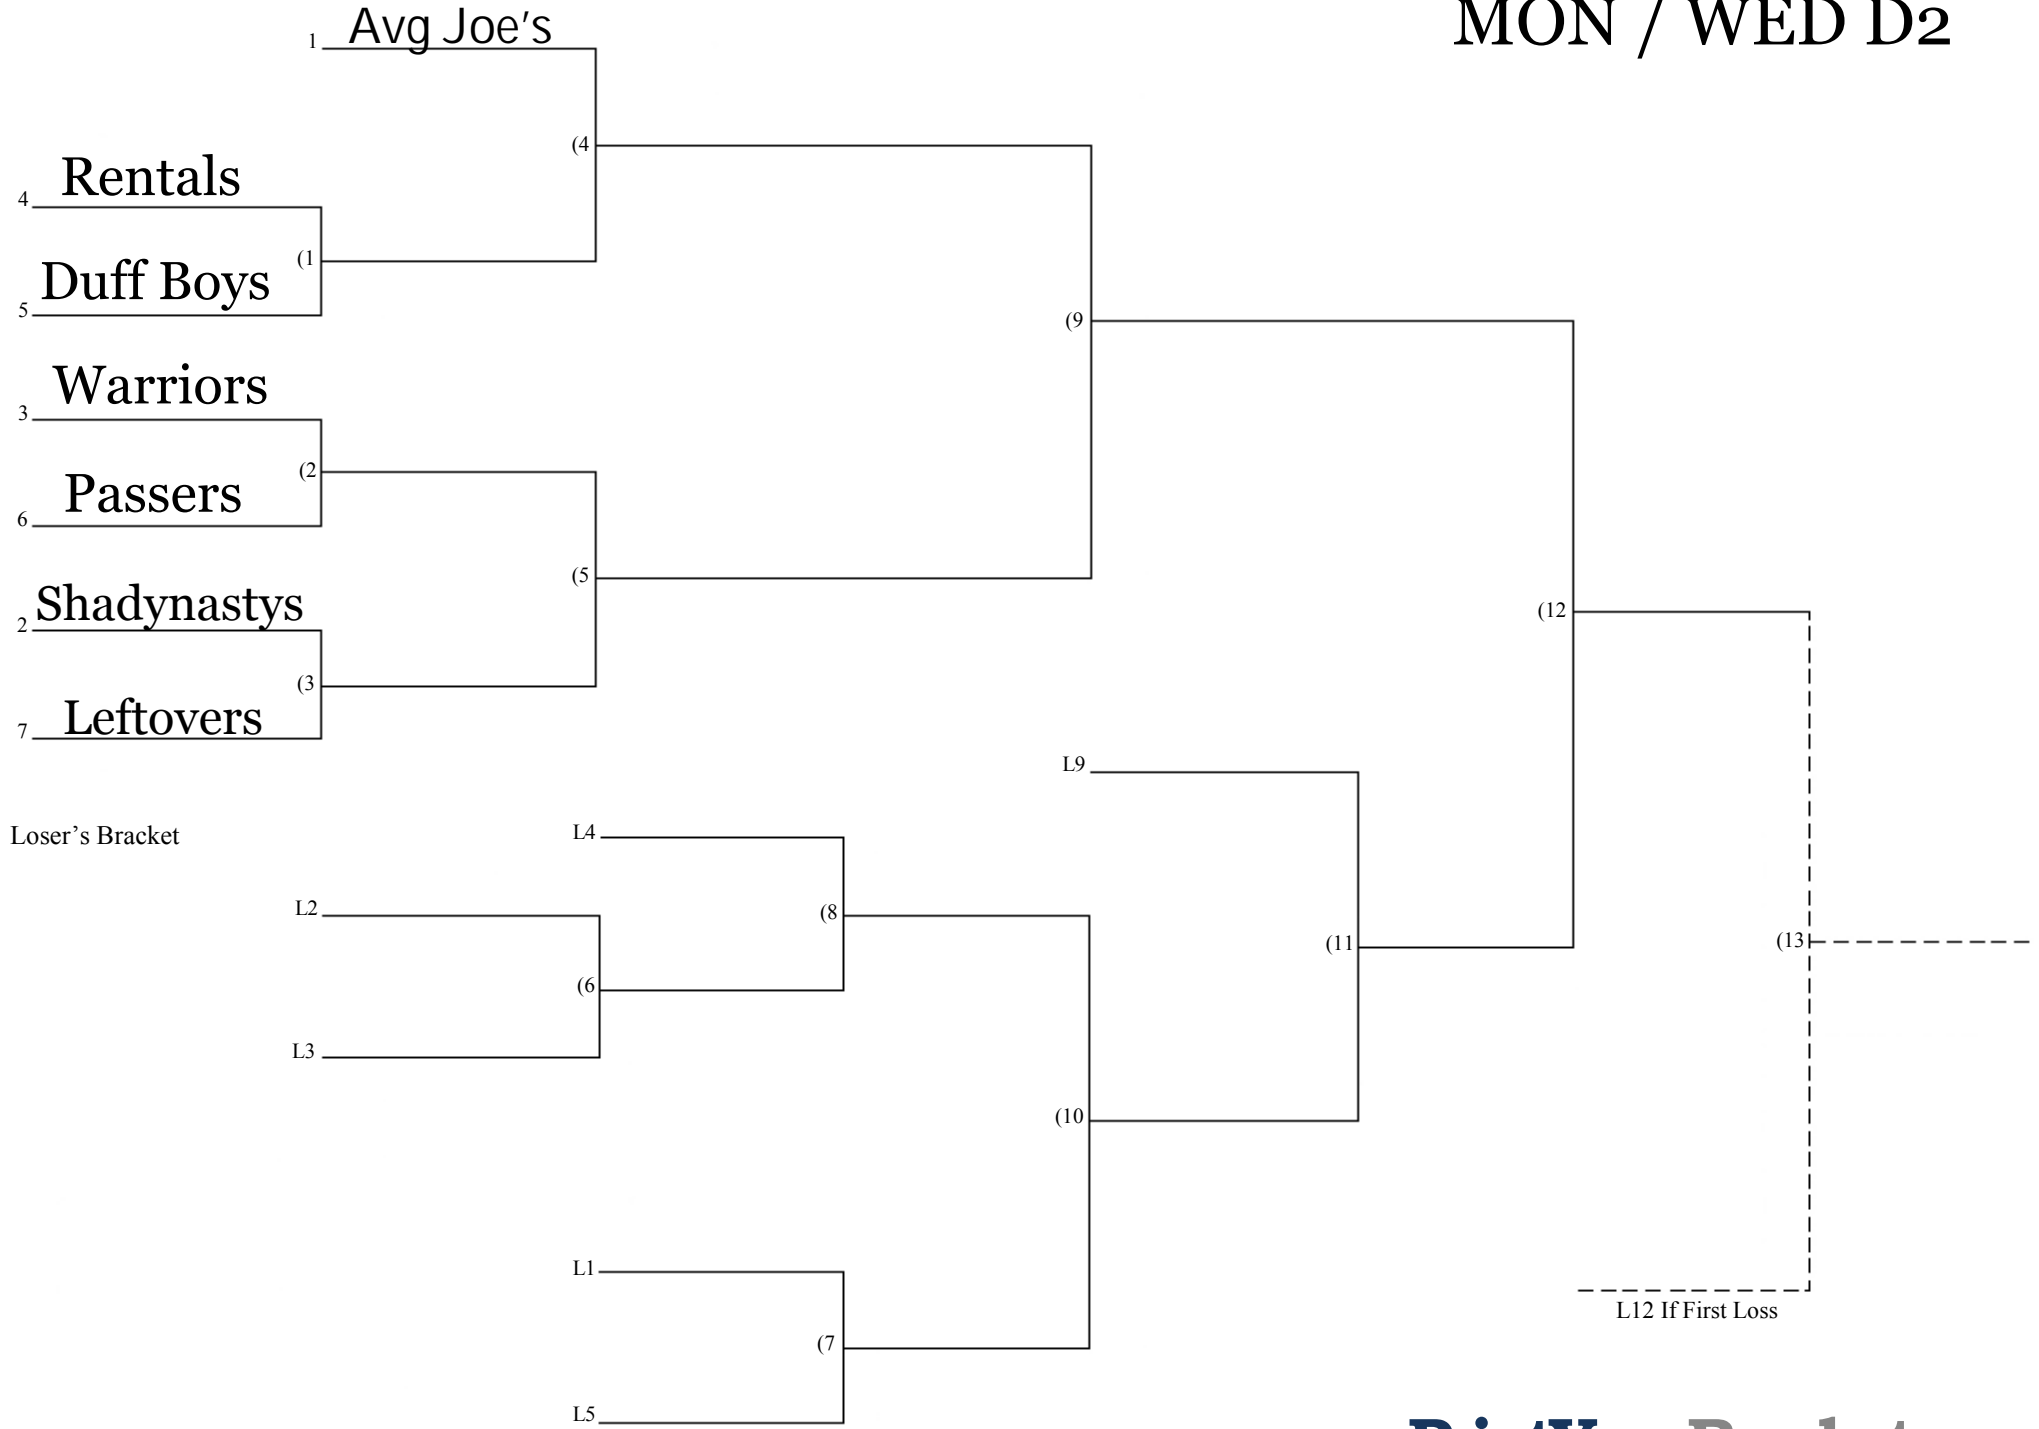 MON / WED D2
1 Avg Joe's
(4
4 Rentals
(1
5 Duff Boys
(9
3 Warriors
(2
6 Passers
(5
2 Shadynastys
(12
(3
7 Leftovers
L9
Loser's Bracket
L4
L2
(8
(11
(13
(6
L3
(10
L1
L12 If First Loss
(7
L5